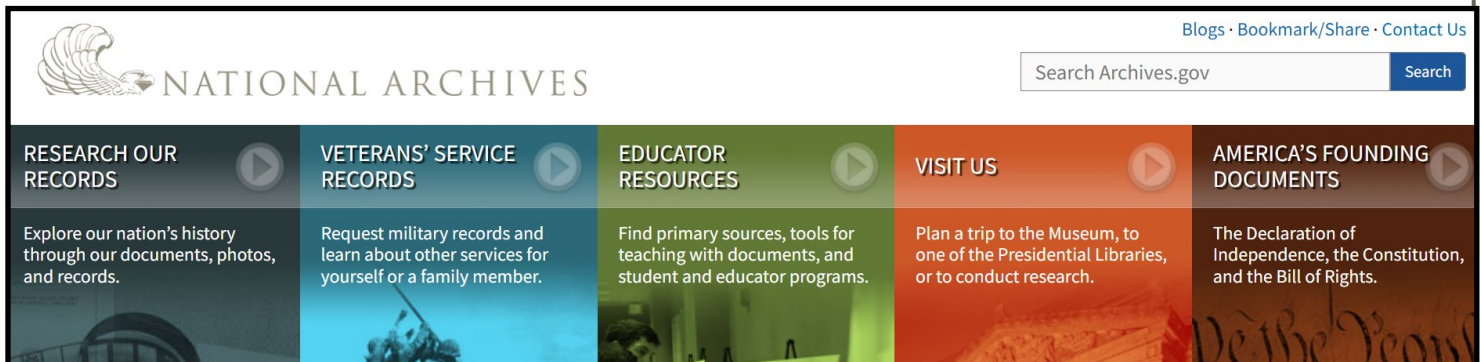 Blogs · Bookmark/Share · Contact Us
NATIONAL ARCHIVES
Search Archives.gov
Search
RESEARCH OUR
RECORDS
Explore our nation's history
through our documents, photos,
and records.
VETERANS' SERVICE
RECORDS
Request military records and
learn about other services for
yourself or a family member.
EDUCATOR
RESOURCES
Find primary sources, tools for
teaching with documents, and
student and educator programs.
VISIT US
Plan a trip to the Museum, to
one of the Presidential Libraries,
or to conduct research.
AMERICA'S FOUNDING
DOCUMENTS
The Declaration of
Independence, the Constitution,
and the Bill of Rights.
We the People